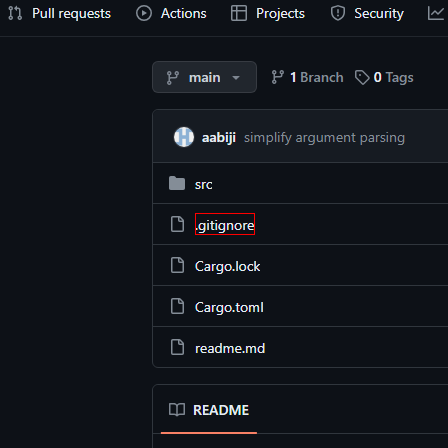 Pull requests Actions Projects Security
main 1 Branch 0 Tags
aabiji simplify argument parsing
src
.gitignore
Cargo.lock
Cargo.toml
readme.md
README